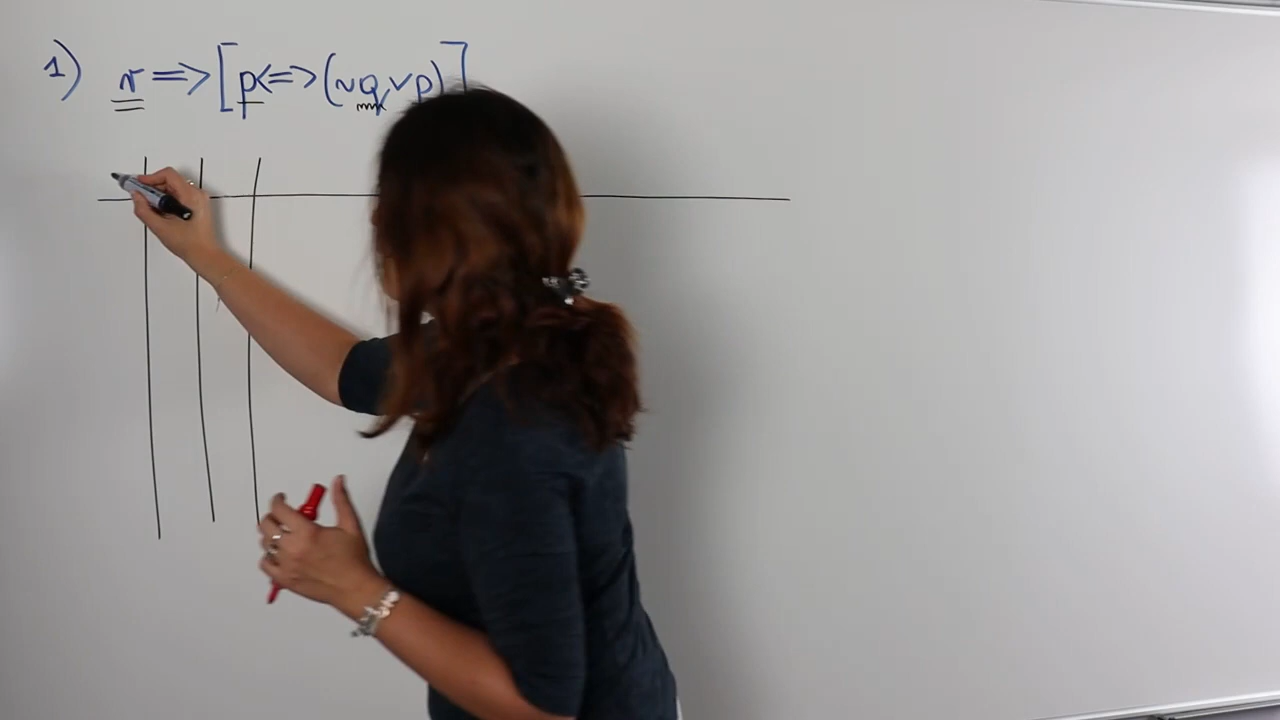 1) r => [p<=>(~q∨p)]